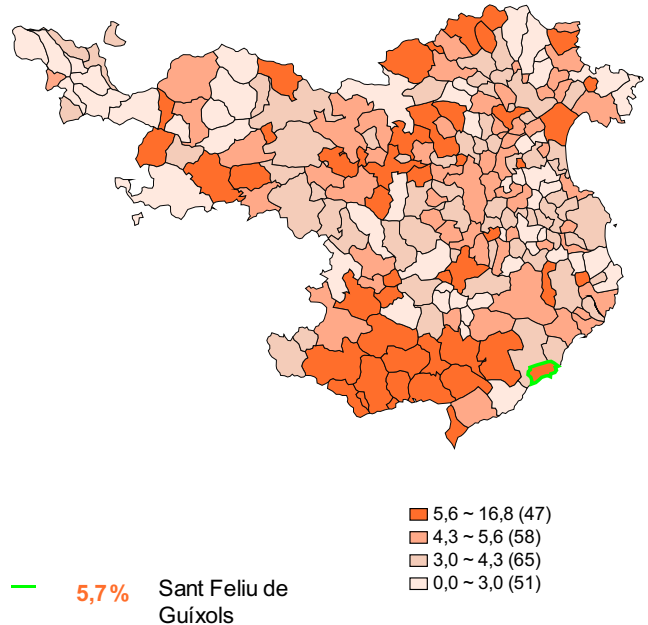 5,6 ~ 16,8 (47)
4,3 ~ 5,6 (58)
3,0 ~ 4,3 (65)
0,0 ~ 3,0 (51)
5,7 % Sant Feliu de
Guíxols